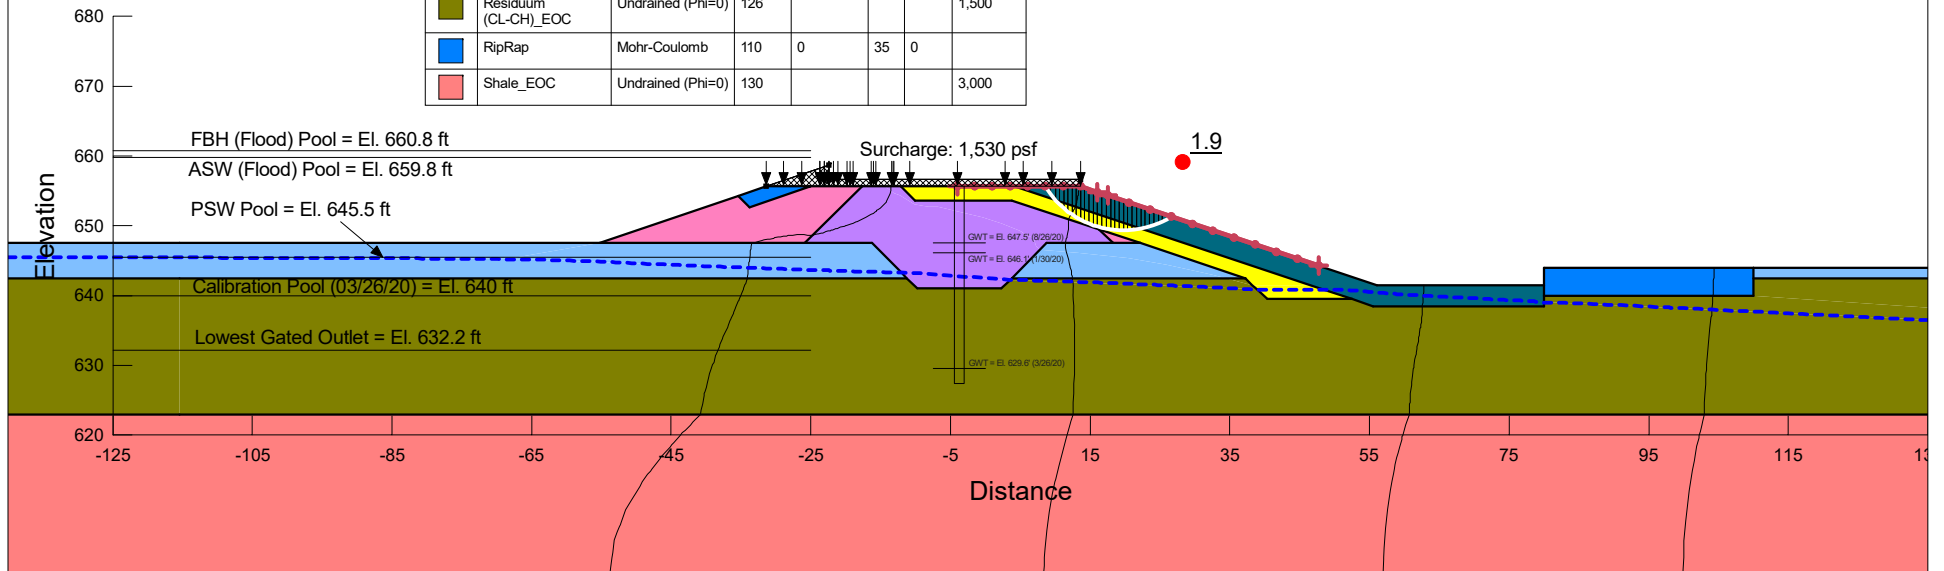 680
Residuum Undrained (Phi=0) 126 1,500
(CL-CH)_EOC
RipRap Mohr-Coulomb 110 0 35 0
670
Shale_EOC Undrained (Phi=0) 130 3,000
FBH (Flood) Pool = El. 660.8 ft
1.9
Surcharge: 1,530 psf
660
ASW (Flood) Pool = El. 659.8 ft
PSW Pool = El. 645.5 ft
650
GWT = El. 647.5' (8/26/20)
GWT = El. 646.1' (1/30/20)
Elevation
Calibration Pool (03/26/20) = El. 640 ft
640
Lowest Gated Outlet = El. 632.2 ft
630
GWT = El. 629.6' (3/26/20)
620
-125 -105 -85 -65 -45 -25 -5 15 35 55 75 95 115
Distance